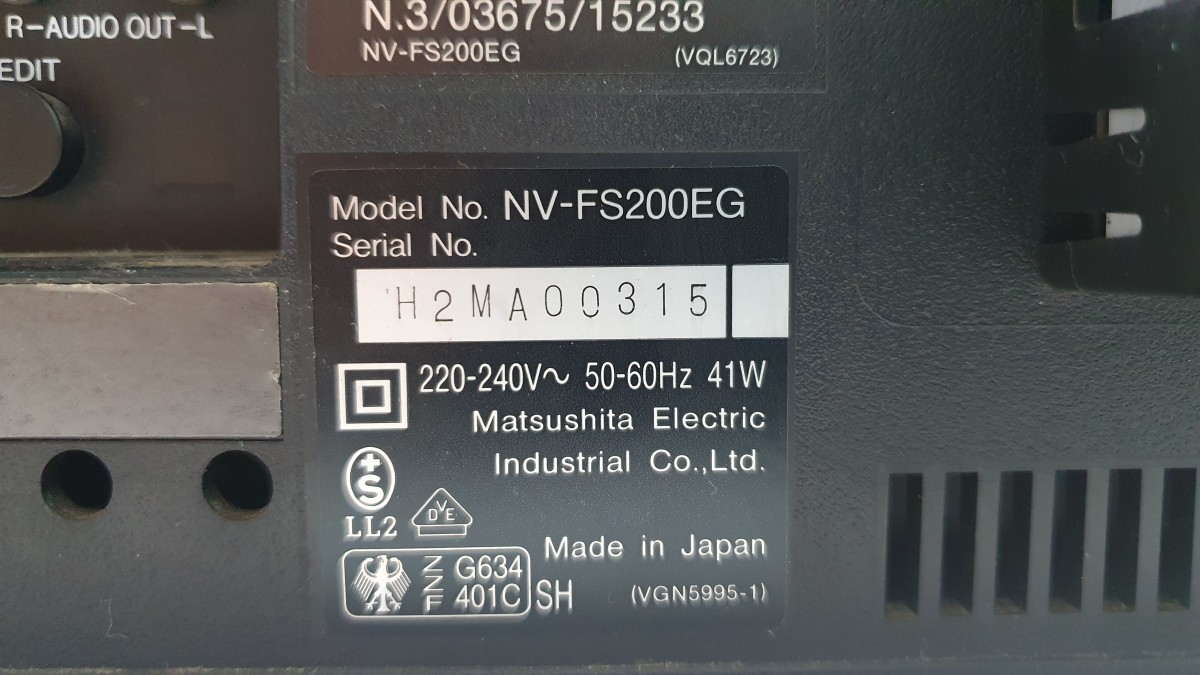 R-AUDIO OUT-L
EDIT
N.3/03675/15233
NV-FS200EG (VQL6723)
Model No. NV-FS200EG
Serial No.
H2MA00315
220-240V~ 50-60Hz 41W
Matsushita Electric
Industrial Co.,Ltd.
+S
LL2
DVE
Made in Japan
ZZF G634
401C SH
(VGN5995-1)